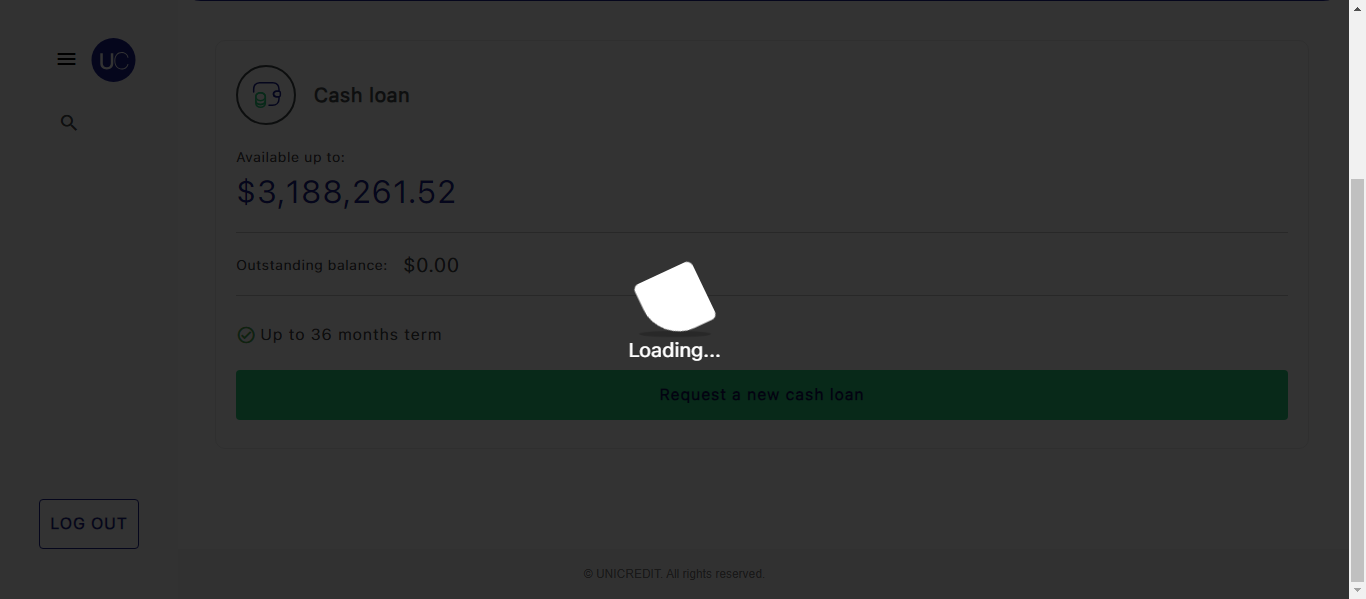 UC
Cash loan
Available up to:
$3,188,261.52
Outstanding balance: $0.00
Up to 36 months term
Loading...
Request a new cash loan
LOG OUT
© UNICREDIT. All rights reserved.